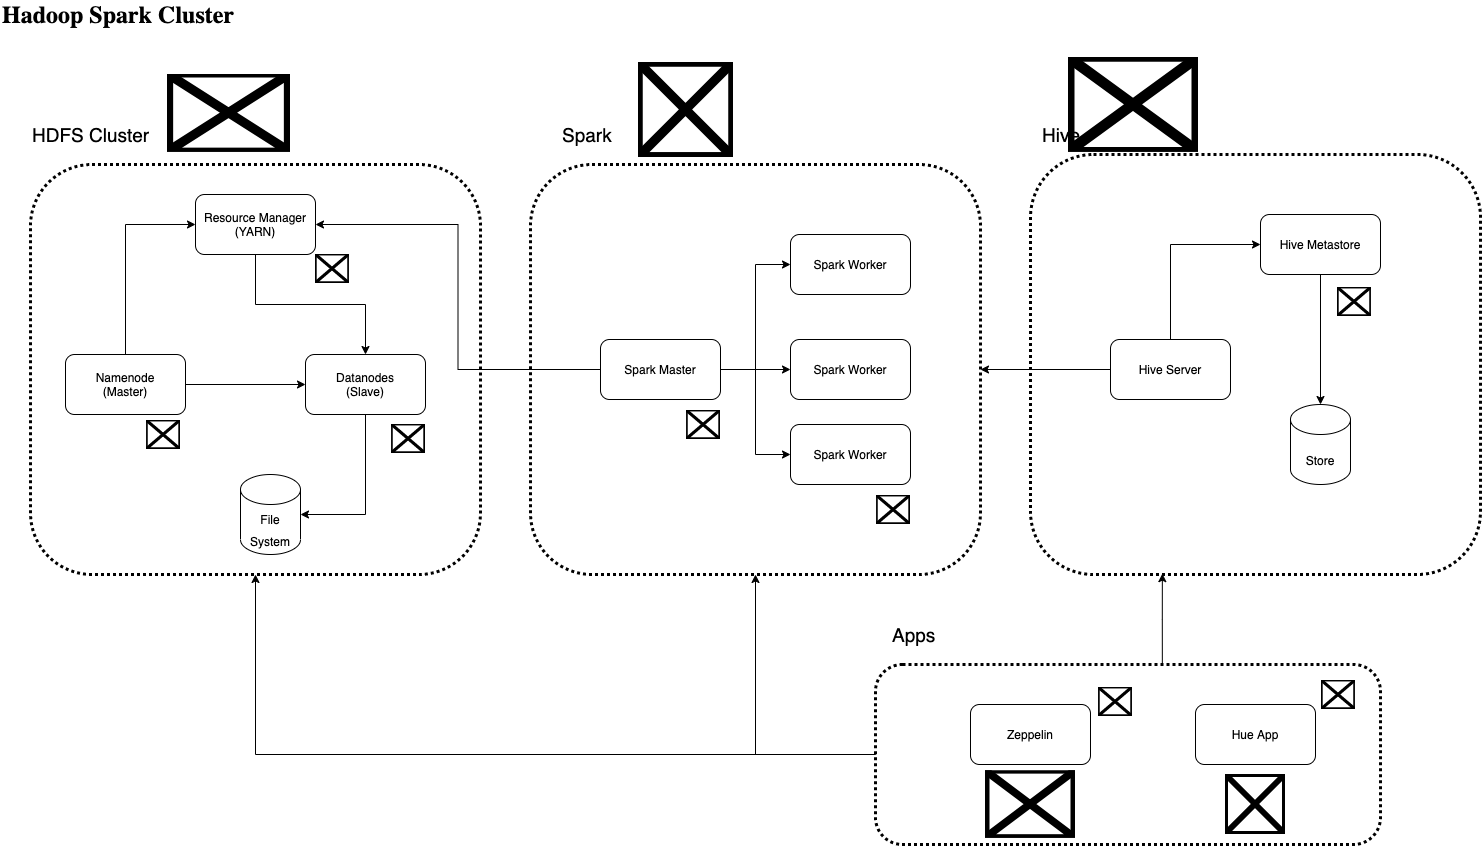 Hadoop Spark Cluster
HDFS Cluster
Spark
Hive
Resource Manager
(YARN)
Namenode
(Master)
Datanodes
(Slave)
File
System
Spark Master
Spark Worker
Spark Worker
Spark Worker
Hive Metastore
Hive Server
Store
Apps
Zeppelin
Hue App